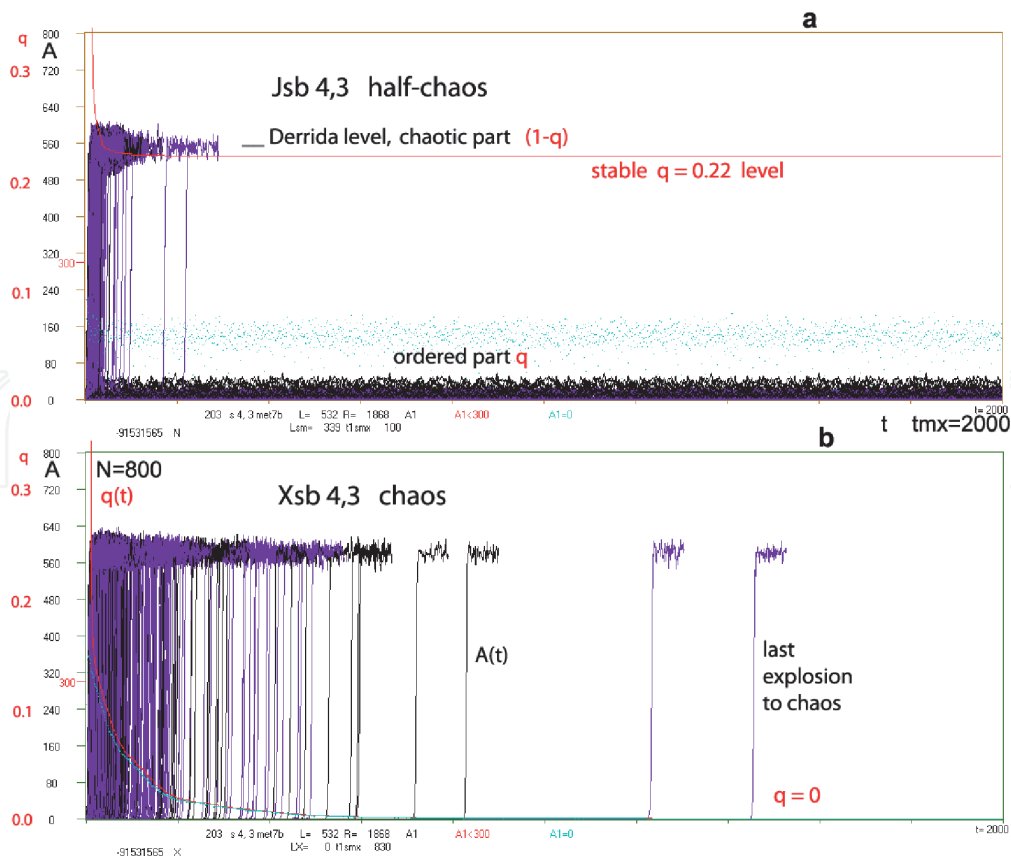 a
q
A
800
0.3
720
640
560
0.2
480
400
320
300
0.1
240
160
80
0.0
0
Jsb 4,3 half-chaos
Derrida level, chaotic part (1-q)
stable q = 0.22 level
ordered part q
203 s 4, 3 met7b L= 532 R= 1868 A1 A1<300 A1=0 t= 2000
Lsm= 339 t1smx 100
-91531565 N
t tmx=2000
b
q
A
800
0.3
720
640
560
0.2
480
400
320
300
0.1
240
160
80
0.0
0
N=800
q(t)
Xsb 4,3 chaos
A(t)
last
explosion
to chaos
q = 0
203 s 4, 3 met7b L= 532 R= 1868 A1 A1<300 A1=0 t= 2000
LX= 0 t1smx 830
-91531565 X